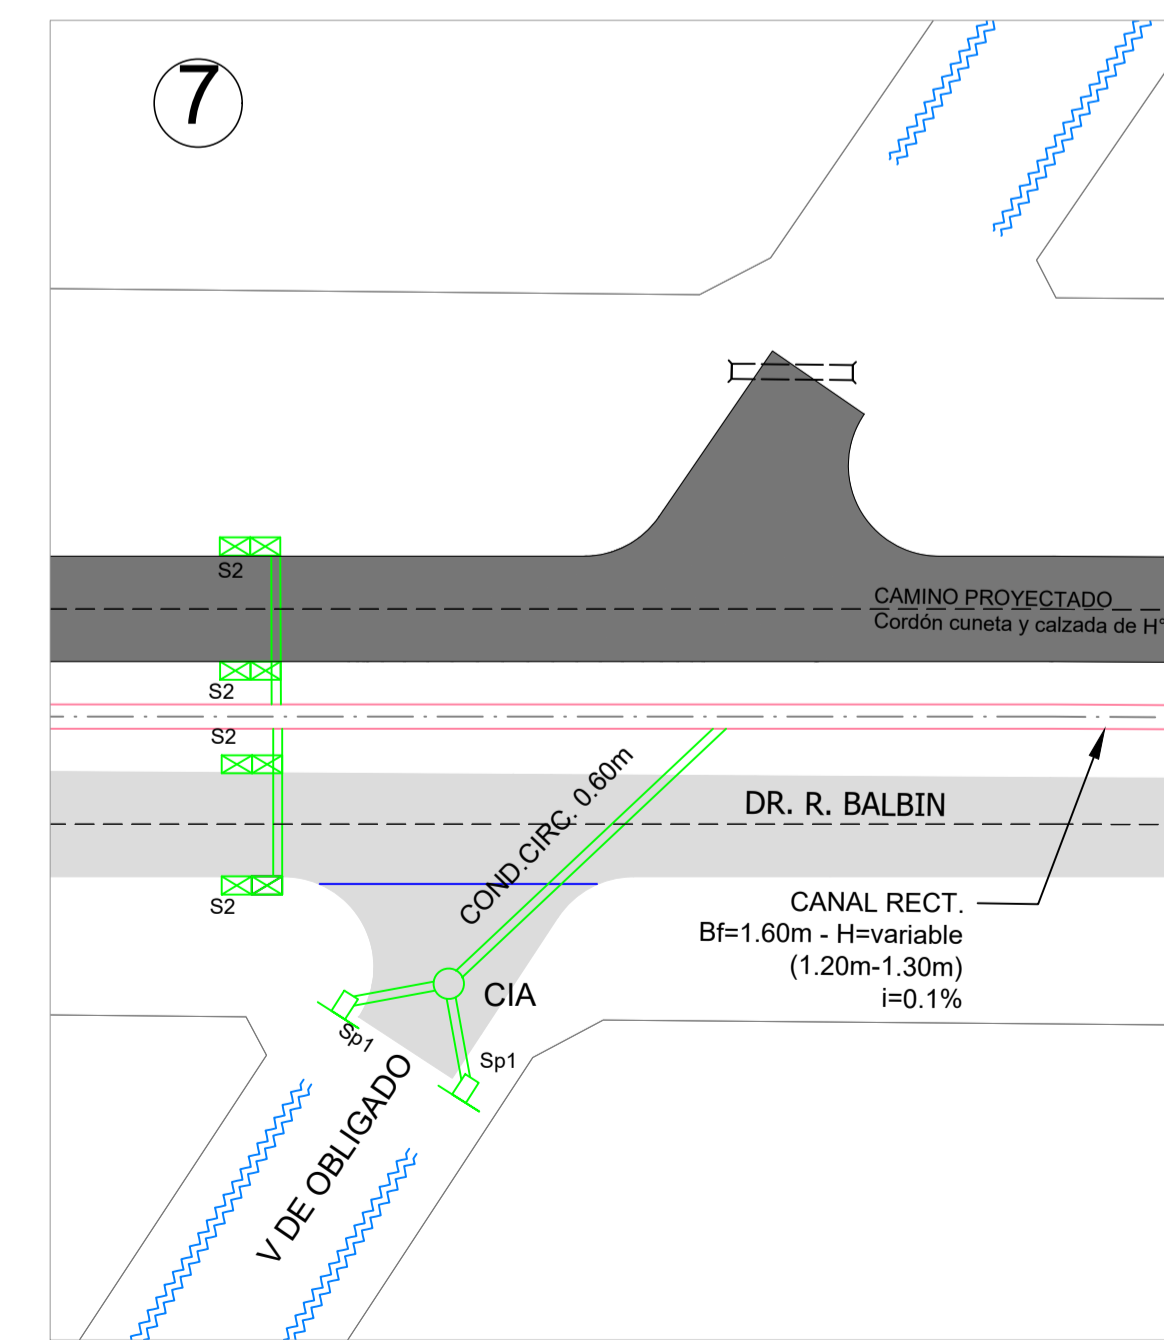 7
S2
CAMINO PROYECTADO
Cordón cuneta y calzada de H°
S2
S2
COND.CIRC. 0.60m
DR. R. BALBIN
S2
CANAL RECT.
Bf=1.60m - H=variable
(1.20m-1.30m)
i=0.1%
CIA
Sp1
Sp1
V DE OBLIGADO